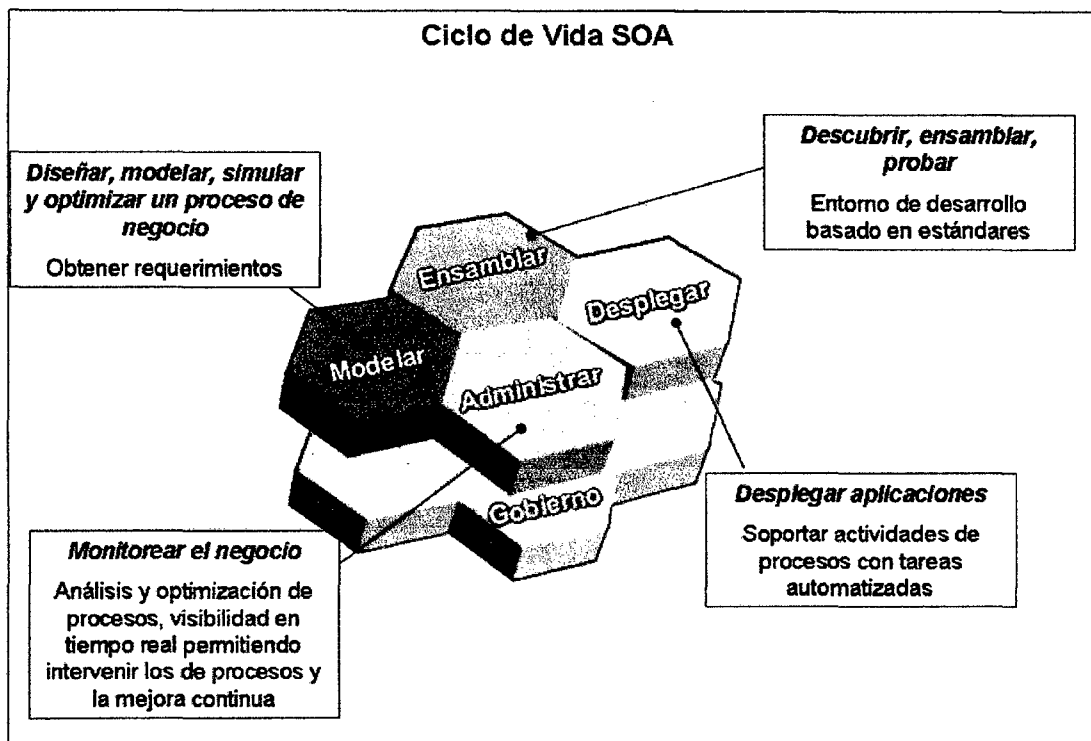 Ciclo de Vida SOA
Diseñar, modelar, simular
y optimizar un proceso de
negocio
Obtener requerimientos
Descubrir, ensamblar,
probar
Entorno de desarrollo
basado en estándares
Ensamblar
Desplegar
Modelar
Administrar
Gobierno
Monitorear el negocio
Análisis y optimización de
procesos, visibilidad en
tiempo real permitiendo
intervenir los de procesos y
la mejora continua
Desplegar aplicaciones
Soportar actividades de
procesos con tareas
automatizadas